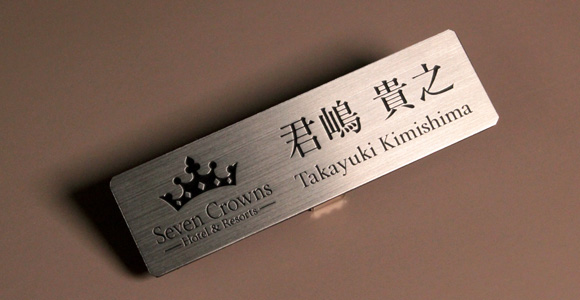 君嶋 貴之
Takayuki Kimishima
Seven Crowns
Hotel & Resorts